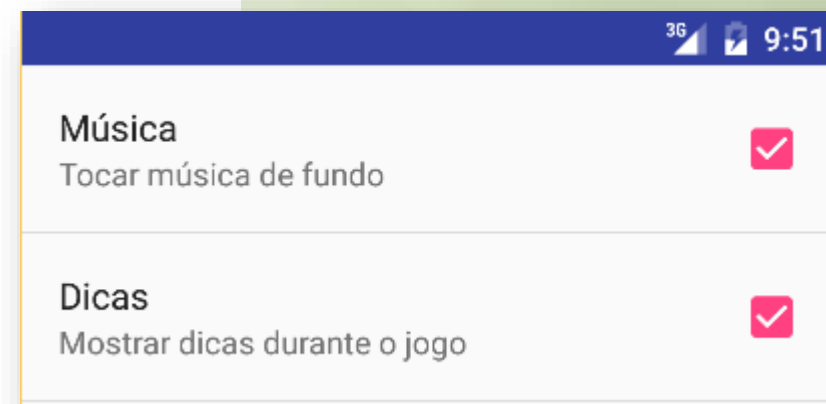 3G 9:51
Música
Tocar música de fundo
Dicas
Mostrar dicas durante o jogo